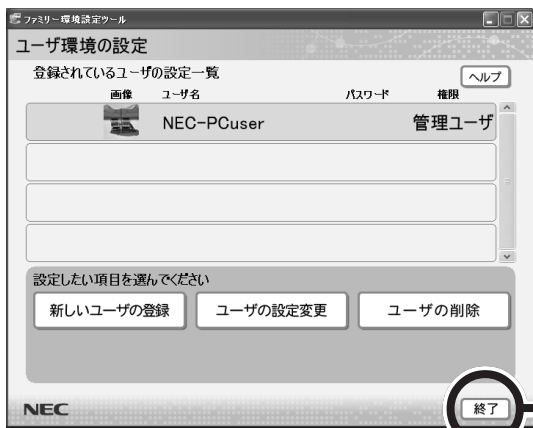 ファミリー環境設定ツール
ユーザ環境の設定
登録されているユーザの設定一覧
ヘルプ
画像 ユーザ名 パスワード 権限
NEC-PCuser 管理ユーザ
設定したい項目を選んでください
新しいユーザの登録 ユーザの設定変更 ユーザの削除
NEC 終了